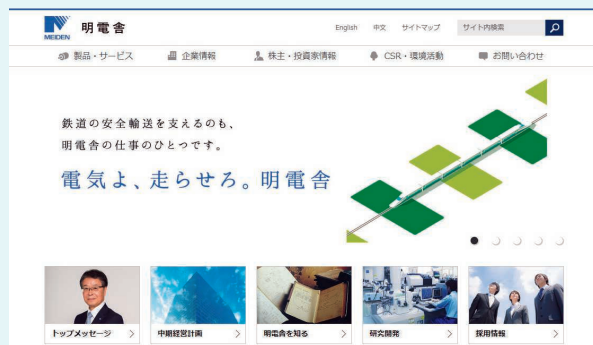 MEIDEN
明電舎
English 中文 サイトマップ サイト内検索
製品・サービス 企業情報 株主・投資家情報 CSR・環境活動 お問い合わせ
鉄道の安全輸送を支えるのも、
明電舎の仕事のひとつです。
電気よ、走らせろ。明電舎
トップメッセージ 中期経営計画 明電舎を知る 研究開発 採用情報